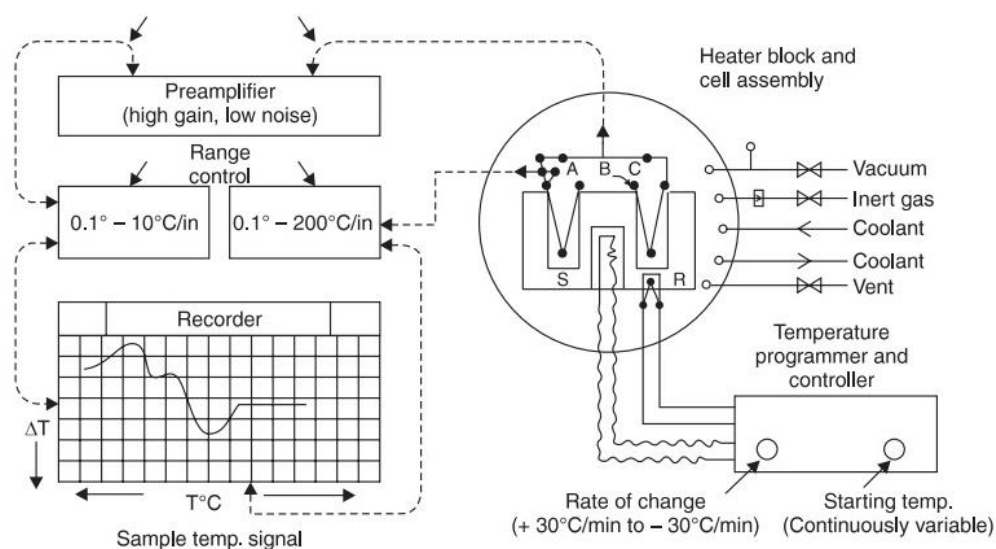 Heater block and
cell assembly
Preamplifier
(high gain, low noise)
Range
control
0.1° – 10°C/in
0.1° – 200°C/in
A
B
C
S
R
Vacuum
Inert gas
Coolant
Coolant
Vent
Recorder
ΔT
T°C
Sample temp. signal
Temperature
programmer and
controller
Rate of change
(+ 30°C/min to – 30°C/min)
Starting temp.
(Continuously variable)